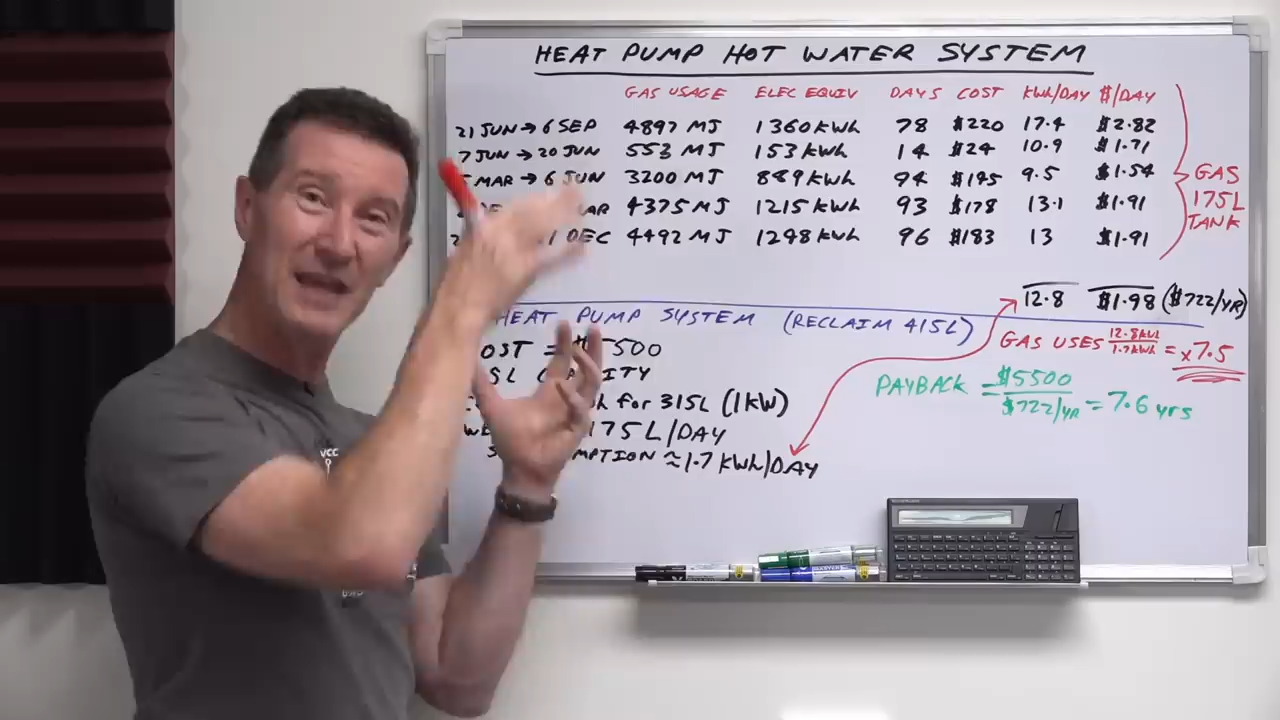 HEAT PUMP HOT WATER SYSTEM
GAS USAGE ELEC EQUIV DAYS COST KWh/DAY $/DAY
21 JUN → 6 SEP 4897 MJ 1360 KWh 78 $220 17.4 $2.82
7 JUN → 20 JUN 553 MJ 153 KWh 14 $24 10.9 $1.71
MAR → 6 JUN 3200 MJ 889 KWh 94 $145 9.5 $1.54
4375 MJ 1215 KWh 93 $178 13.1 $1.91
DEC 4492 MJ 1248 KWh 96 $183 13 $1.91
GAS
175L
TANK
12.8 $1.98 ($722/YR)
HEAT PUMP SYSTEM (RECLAIM 415L)
GAS USES 12.8KWh/1.7KWh = x7.5
PAYBACK = $5500/$722/YR = 7.6 yrs
for 315L (1KW)
175L/DAY
≈1.7 KWh/DAY